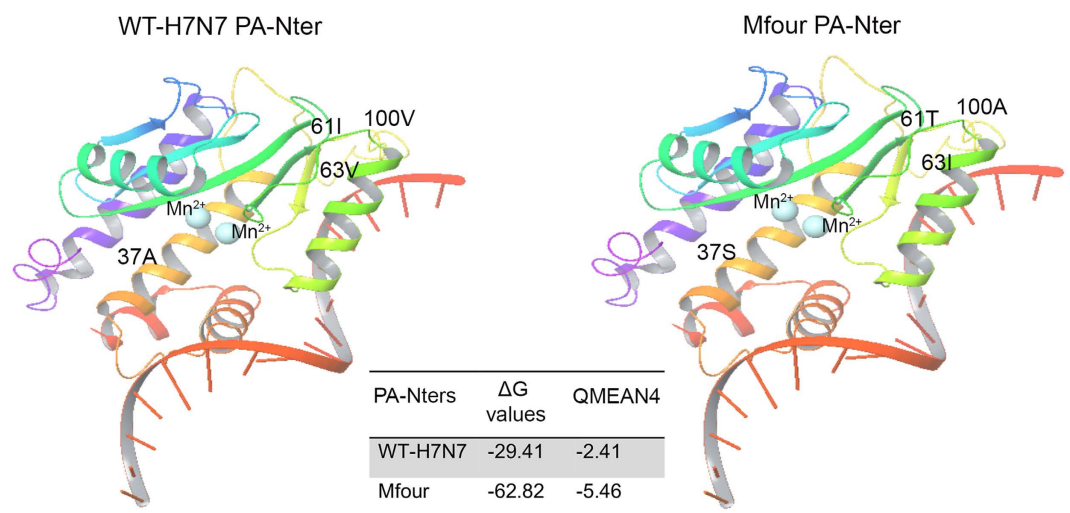 WT-H7N7 PA-Nter
Mfour PA-Nter
61I
100V
63V
Mn²⁺
Mn²⁺
37A
61T
100A
63I
Mn²⁺
Mn²⁺
37S
PA-Nters ΔG values QMEAN4
WT-H7N7 -29.41 -2.41
Mfour -62.82 -5.46